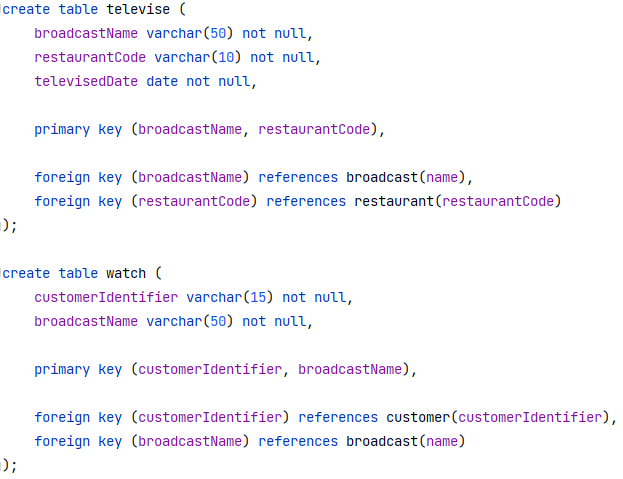 create table televise (
broadcastName varchar(50) not null,
restaurantCode varchar(10) not null,
televisedDate date not null,
primary key (broadcastName, restaurantCode),
foreign key (broadcastName) references broadcast(name),
foreign key (restaurantCode) references restaurant(restaurantCode)
);
create table watch (
customerIdentifier varchar(15) not null,
broadcastName varchar(50) not null,
primary key (customerIdentifier, broadcastName),
foreign key (customerIdentifier) references customer(customerIdentifier),
foreign key (broadcastName) references broadcast(name)
);